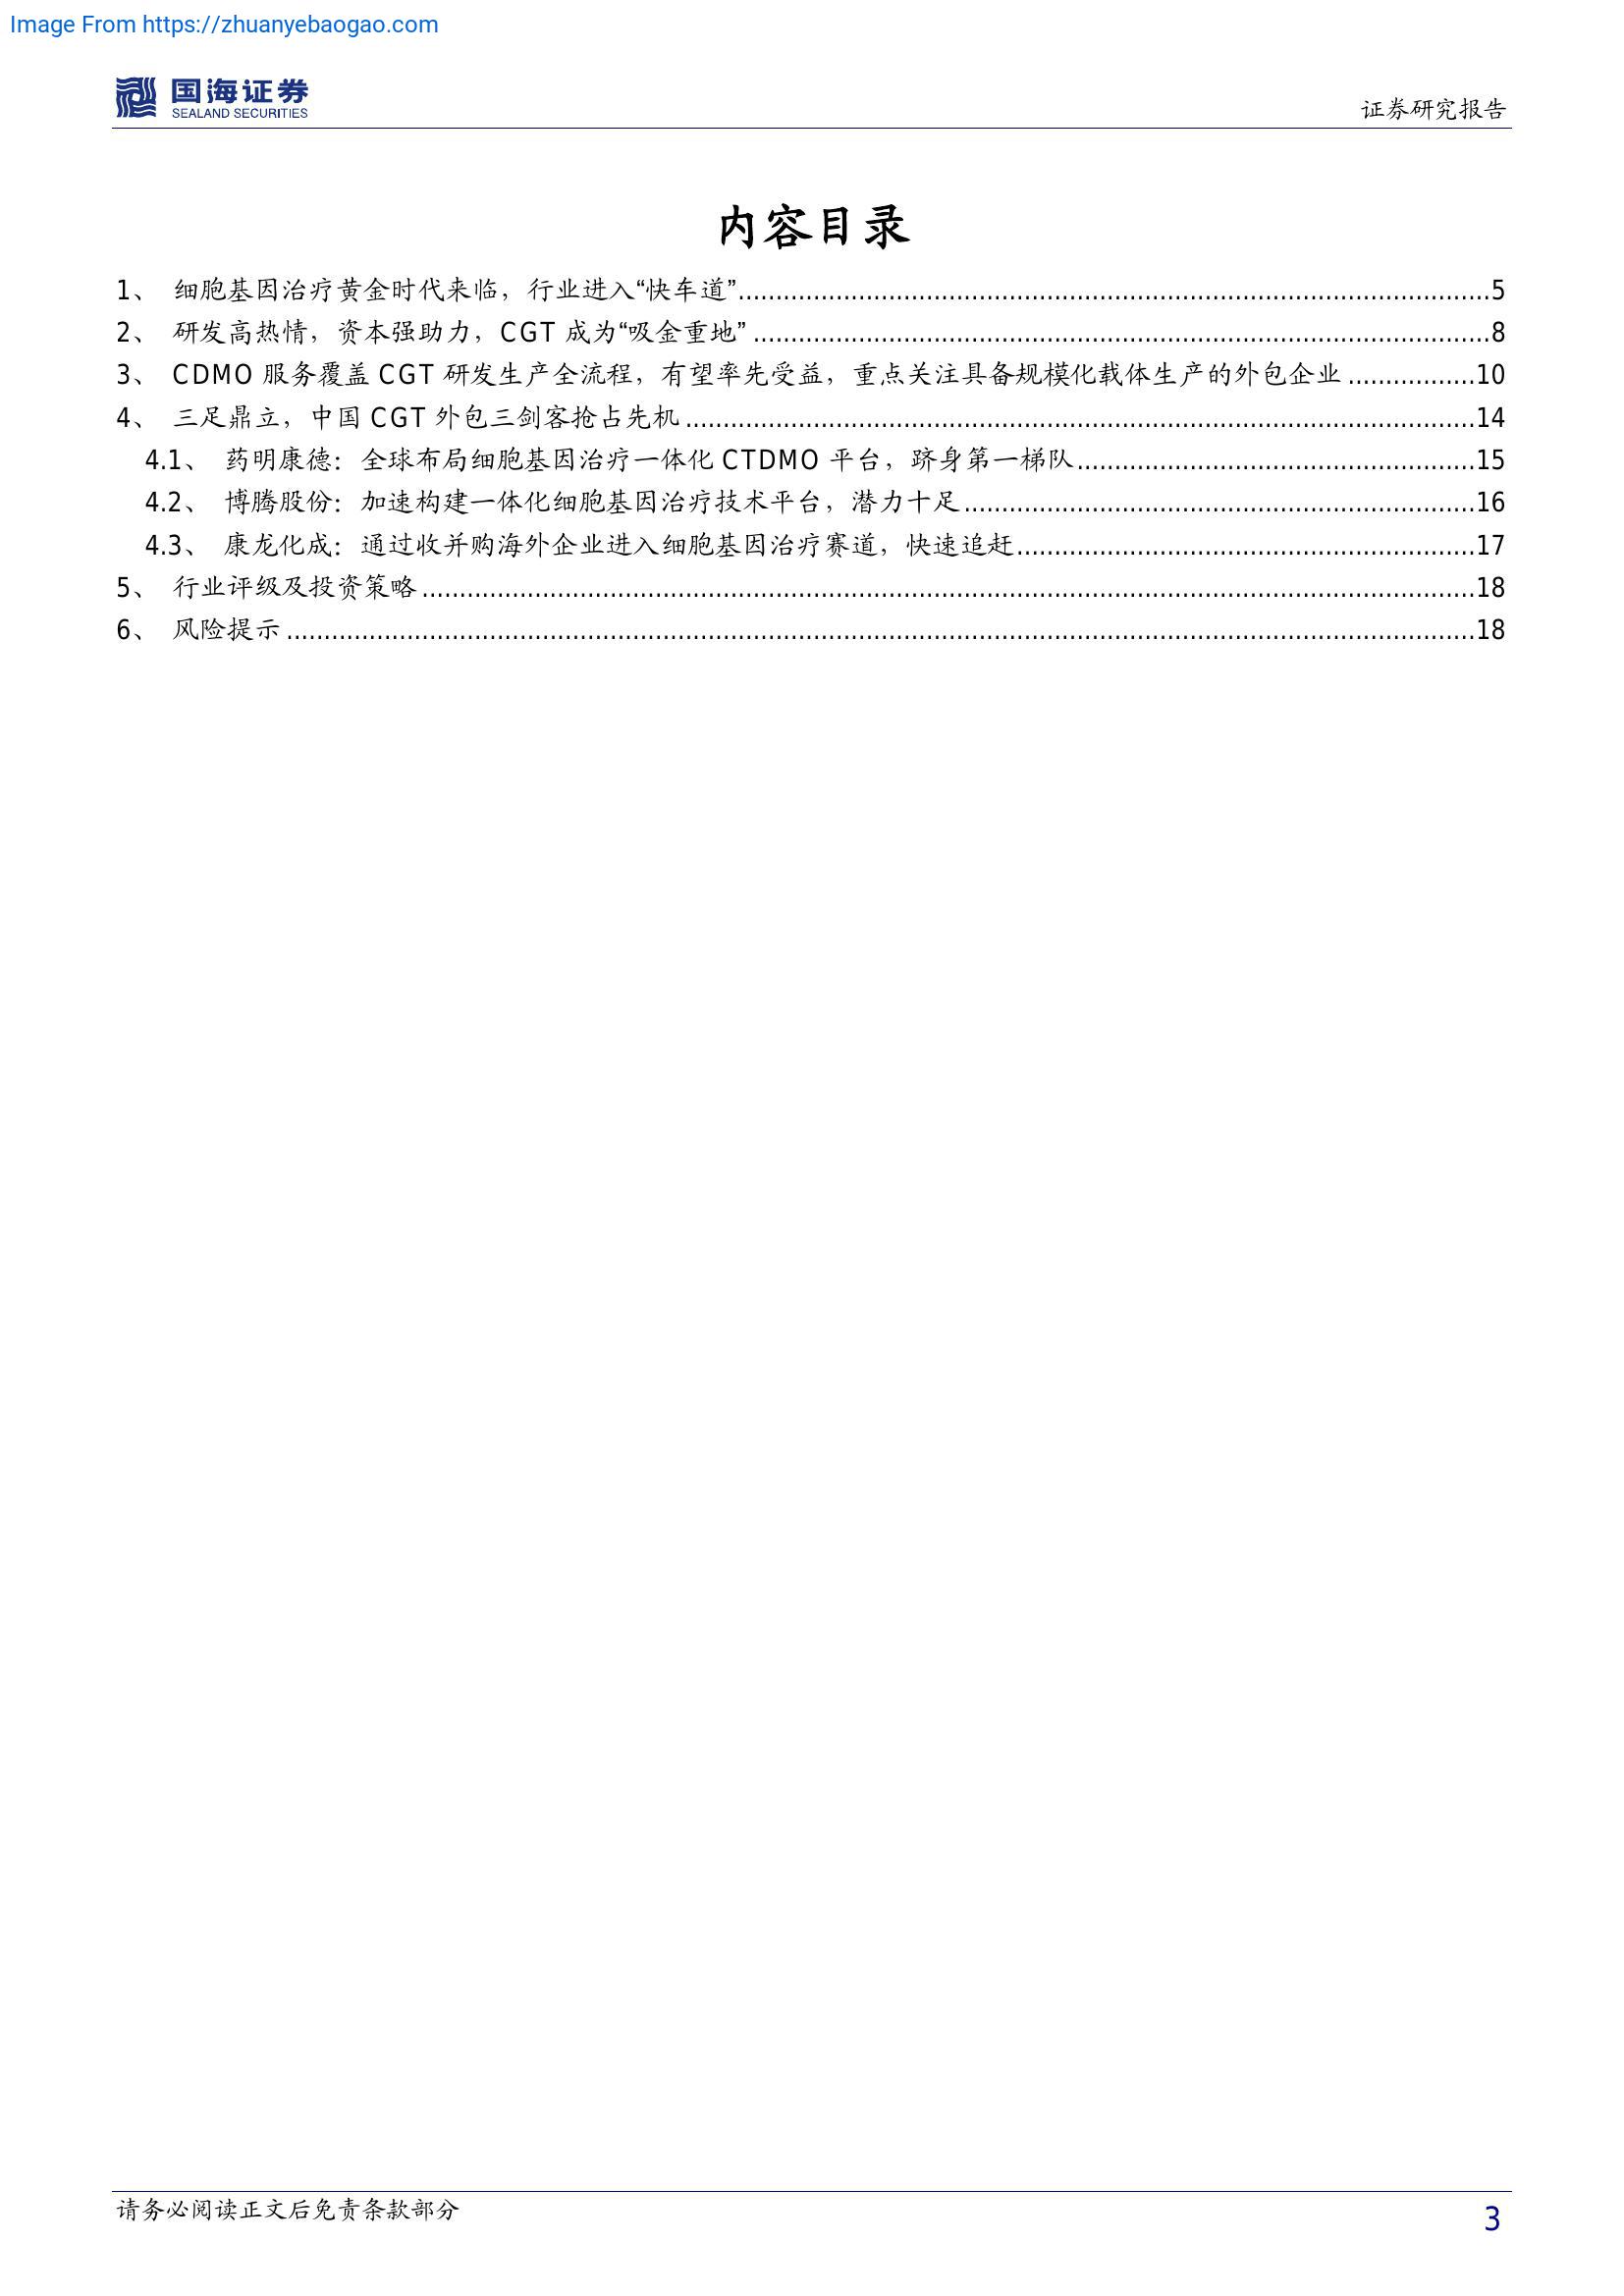 Image From https://zhuanyebaogao.com
国海证券
SEALAND SECURITIES
证券研究报告
内容目录
1、 细胞基因治疗黄金时代来临，行业进入“快车道”........................5
2、 研发高热情，资本强助力，CGT 成为“吸金重地”........................8
3、 CDMO 服务覆盖 CGT 研发生产全流程，有望率先受益，重点关注具备规模化载体生产的外包企业.................10
4、 三足鼎立，中国 CGT 外包三剑客抢占先机........................14
4.1、 药明康德：全球布局细胞基因治疗一体化 CTDMO 平台，跻身第一梯队........................15
4.2、 博腾股份：加速构建一体化细胞基因治疗技术平台，潜力十足........................16
4.3、 康龙化成：通过收并购海外企业进入细胞基因治疗赛道，快速追赶........................17
5、 行业评级及投资策略........................18
6、 风险提示........................18
请务必阅读正文后免责条款部分
3